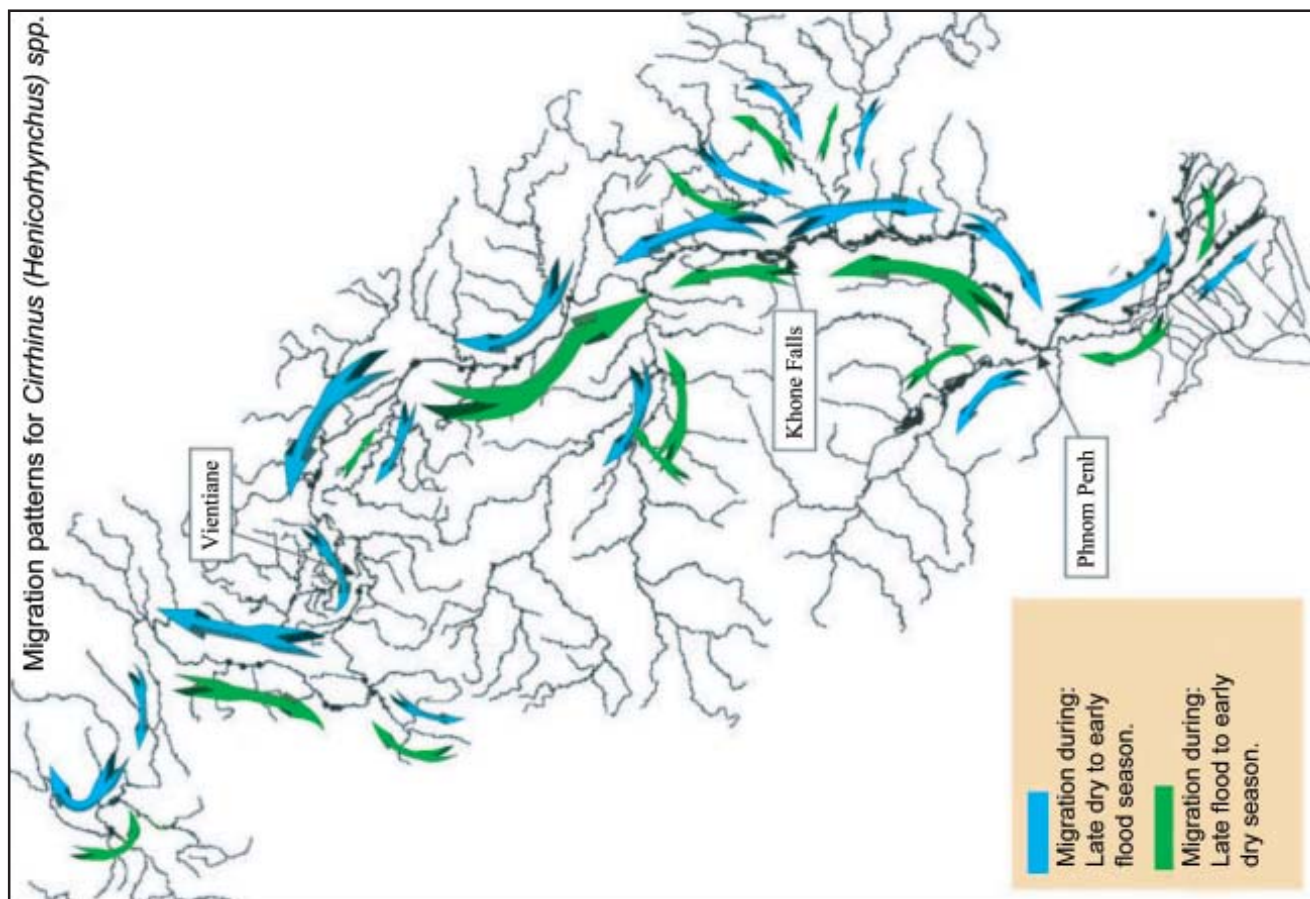 Migration patterns for Cirrhinus (Henicorhynchus) spp.
Vientiane
Khone Falls
Phnom Penh
Migration during:
Late dry to early
flood season.
Migration during:
Late flood to early
dry season.